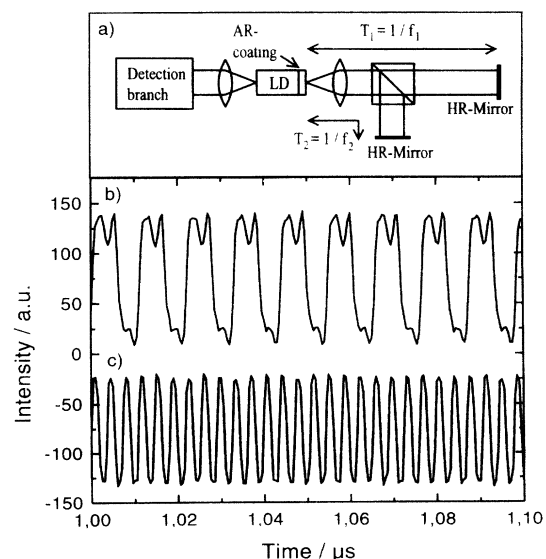 a)
AR-
coating
T1 = 1 / f1
Detection
branch
LD
HR-Mirror
T2 = 1/ f2
HR-Mirror
b)
150
100
50
0
c)
-50
-100
-150
Intensity / a.u.
1,00
1,02
1,04
1,06
1,08
1,10
Time / µs